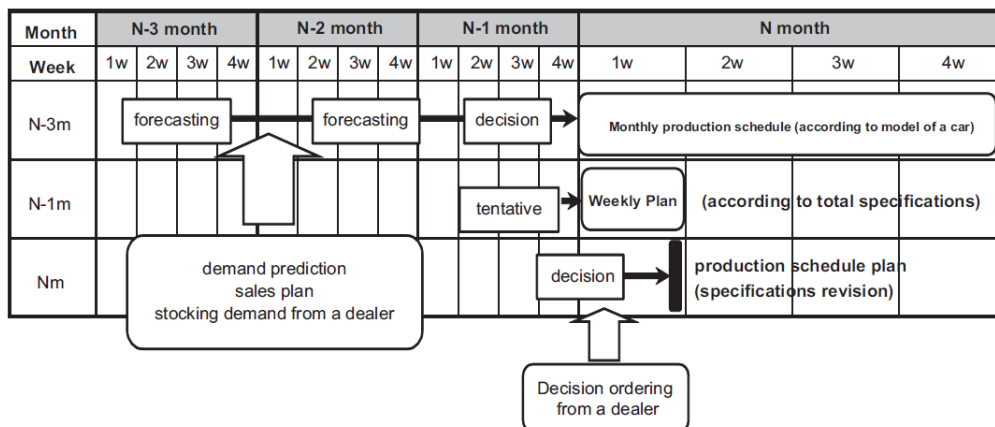 Month N-3 month N-2 month N-1 month N month
Week 1w 2w 3w 4w 1w 2w 3w 4w 1w 2w 3w 4w 1w 2w 3w 4w
N-3m forecasting forecasting decision Monthly production schedule (according to model of a car)
N-1m tentative Weekly Plan (according to total specifications)
Nm decision production schedule plan
(specifications revision)
demand prediction
sales plan
stocking demand from a dealer
Decision ordering
from a dealer